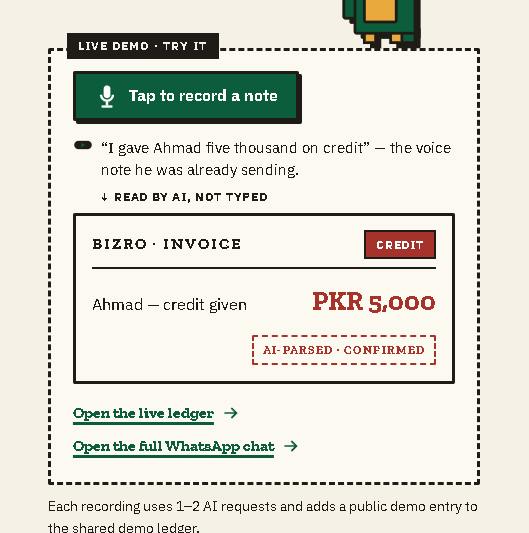 LIVE DEMO · TRY IT
Tap to record a note
“I gave Ahmad five thousand on credit” — the voice
note he was already sending.
↓ READ BY AI, NOT TYPED
BIZRO · INVOICE
CREDIT
Ahmad — credit given
PKR 5,000
AI-PARSED · CONFIRMED
Open the live ledger →
Open the full WhatsApp chat →
Each recording uses 1–2 AI requests and adds a public demo entry to
the shared demo ledger.